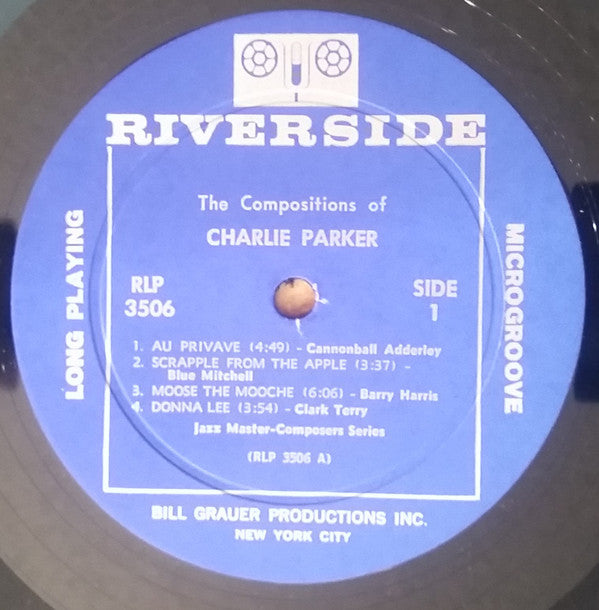 RIVERSIDE
The Compositions of
CHARLIE PARKER
LONG PLAYING
RLP
3506
SIDE
1
MICROGROOVE
1. AU PRIVAVE (4:49) - Cannonball Adderley
2. SCRAPPLE FROM THE APPLE (3:37) -
Blue Mitchell
3. MOOSE THE MOOCHE (6:06) - Barry Harris
4. DONNA LEE (3:54) - Clark Terry
Jazz Master-Composers Series
(RLP 3506 A)
BILL GRAUER PRODUCTIONS INC.
NEW YORK CITY